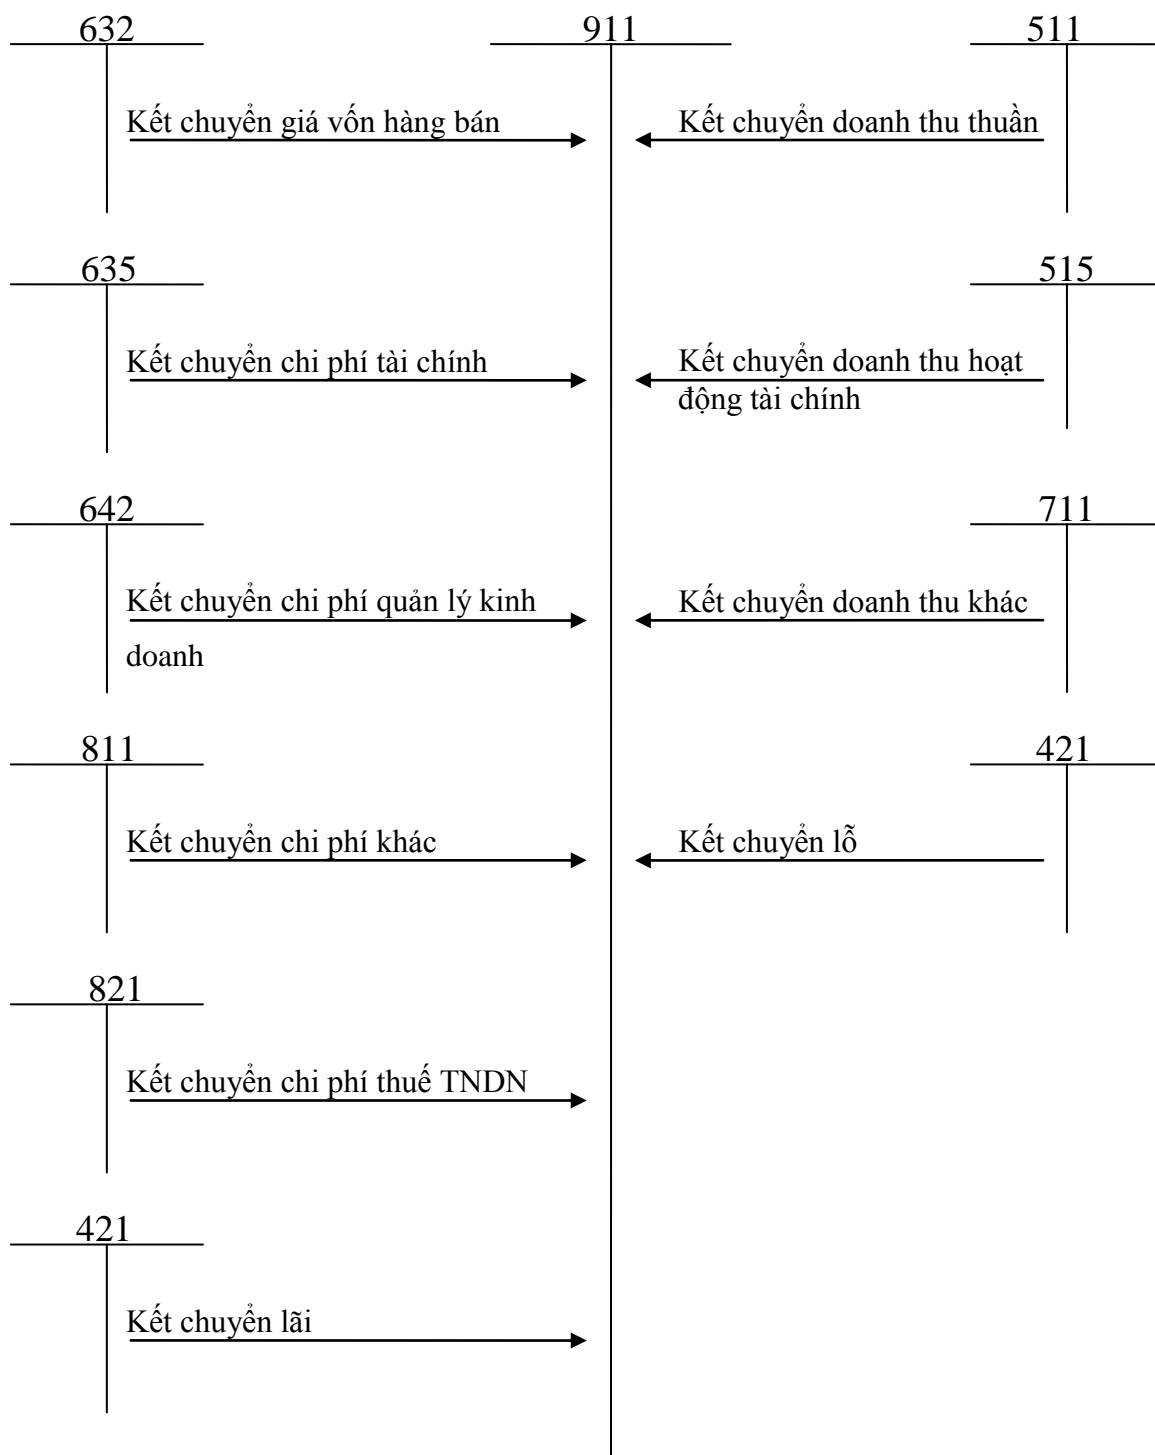 632 911 511
Kết chuyển giá vốn hàng bán Kết chuyển doanh thu thuần
635 515
Kết chuyển chi phí tài chính Kết chuyển doanh thu hoạt
động tài chính
642 711
Kết chuyển chi phí quản lý kinh Kết chuyển doanh thu khác
doanh
811 421
Kết chuyển chi phí khác Kết chuyển lỗ
821
Kết chuyển chi phí thuế TNDN
421
Kết chuyển lãi